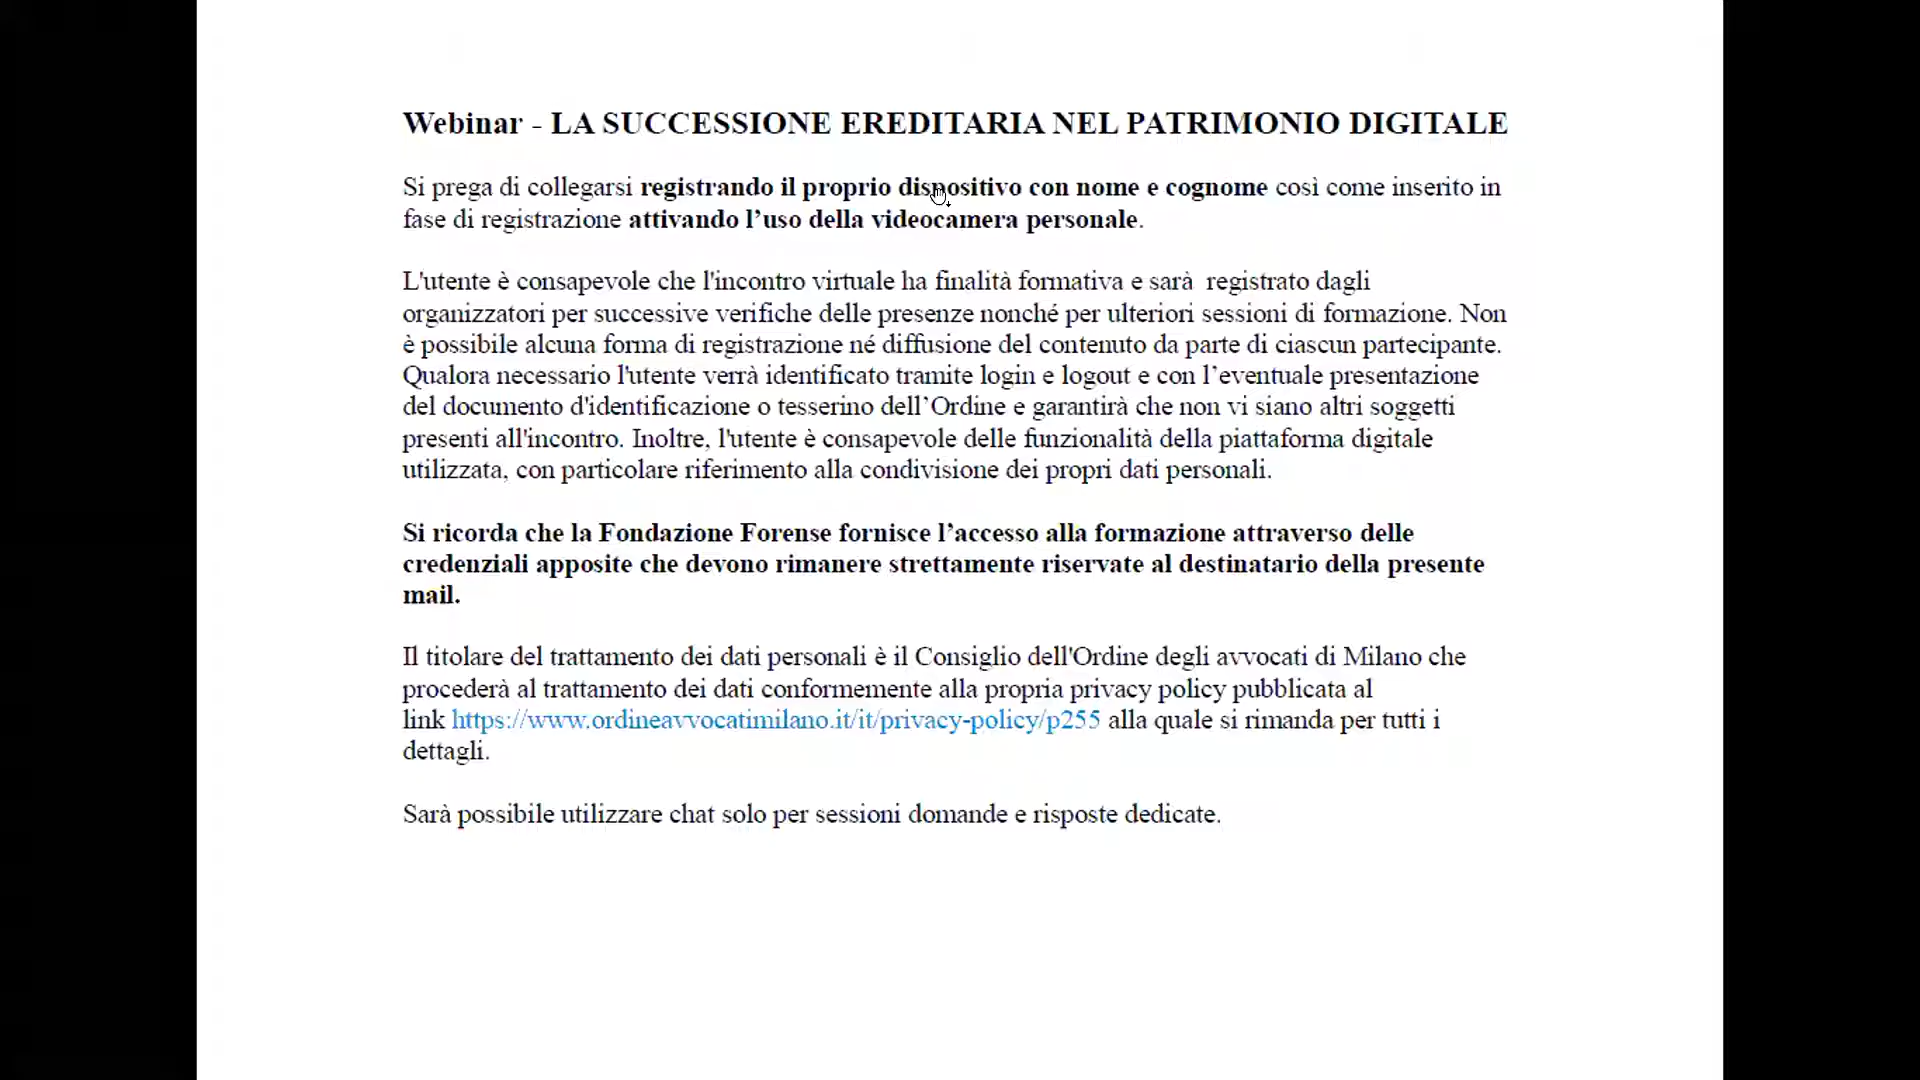 Webinar - LA SUCCESSIONE EREDITARIA NEL PATRIMONIO DIGITALE
Si prega di collegarsi registrando il proprio dispositivo con nome e cognome così come inserito in
fase di registrazione attivando l’uso della videocamera personale.
L'utente è consapevole che l'incontro virtuale ha finalità formativa e sarà  registrato dagli
organizzatori per successive verifiche delle presenze nonché per ulteriori sessioni di formazione. Non
è possibile alcuna forma di registrazione né diffusione del contenuto da parte di ciascun partecipante.
Qualora necessario l'utente verrà identificato tramite login e logout e con l’eventuale presentazione
del documento d'identificazione o tesserino dell’Ordine e garantirà che non vi siano altri soggetti
presenti all'incontro. Inoltre, l'utente è consapevole delle funzionalità della piattaforma digitale
utilizzata, con particolare riferimento alla condivisione dei propri dati personali.
Si ricorda che la Fondazione Forense fornisce l’accesso alla formazione attraverso delle
credenziali apposite che devono rimanere strettamente riservate al destinatario della presente
mail.
Il titolare del trattamento dei dati personali è il Consiglio dell'Ordine degli avvocati di Milano che
procederà al trattamento dei dati conformemente alla propria privacy policy pubblicata al
link https://www.ordineavvocatimilano.it/it/privacy-policy/p255 alla quale si rimanda per tutti i
dettagli.
Sarà possibile utilizzare chat solo per sessioni domande e risposte dedicate.